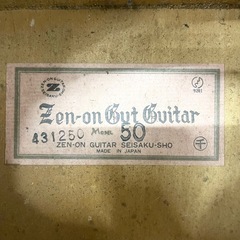 Zen-on Gut Guitar
431250 Model 50
ZEN-ON GUITAR SEISAKU-SHO
MADE IN JAPAN